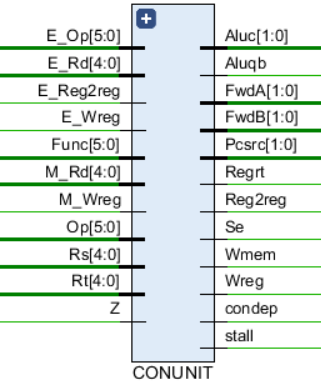 E_Op[5:0] Aluc[1:0]
E_Rd[4:0] Aluqb
E_Reg2reg FwdA[1:0]
E_Wreg FwdB[1:0]
Func[5:0] Pcsrc[1:0]
M_Rd[4:0] Regrt
M_Wreg Reg2reg
Op[5:0] Se
Rs[4:0] Wmem
Rt[4:0] Wreg
Z condep
stall
CONUNIT